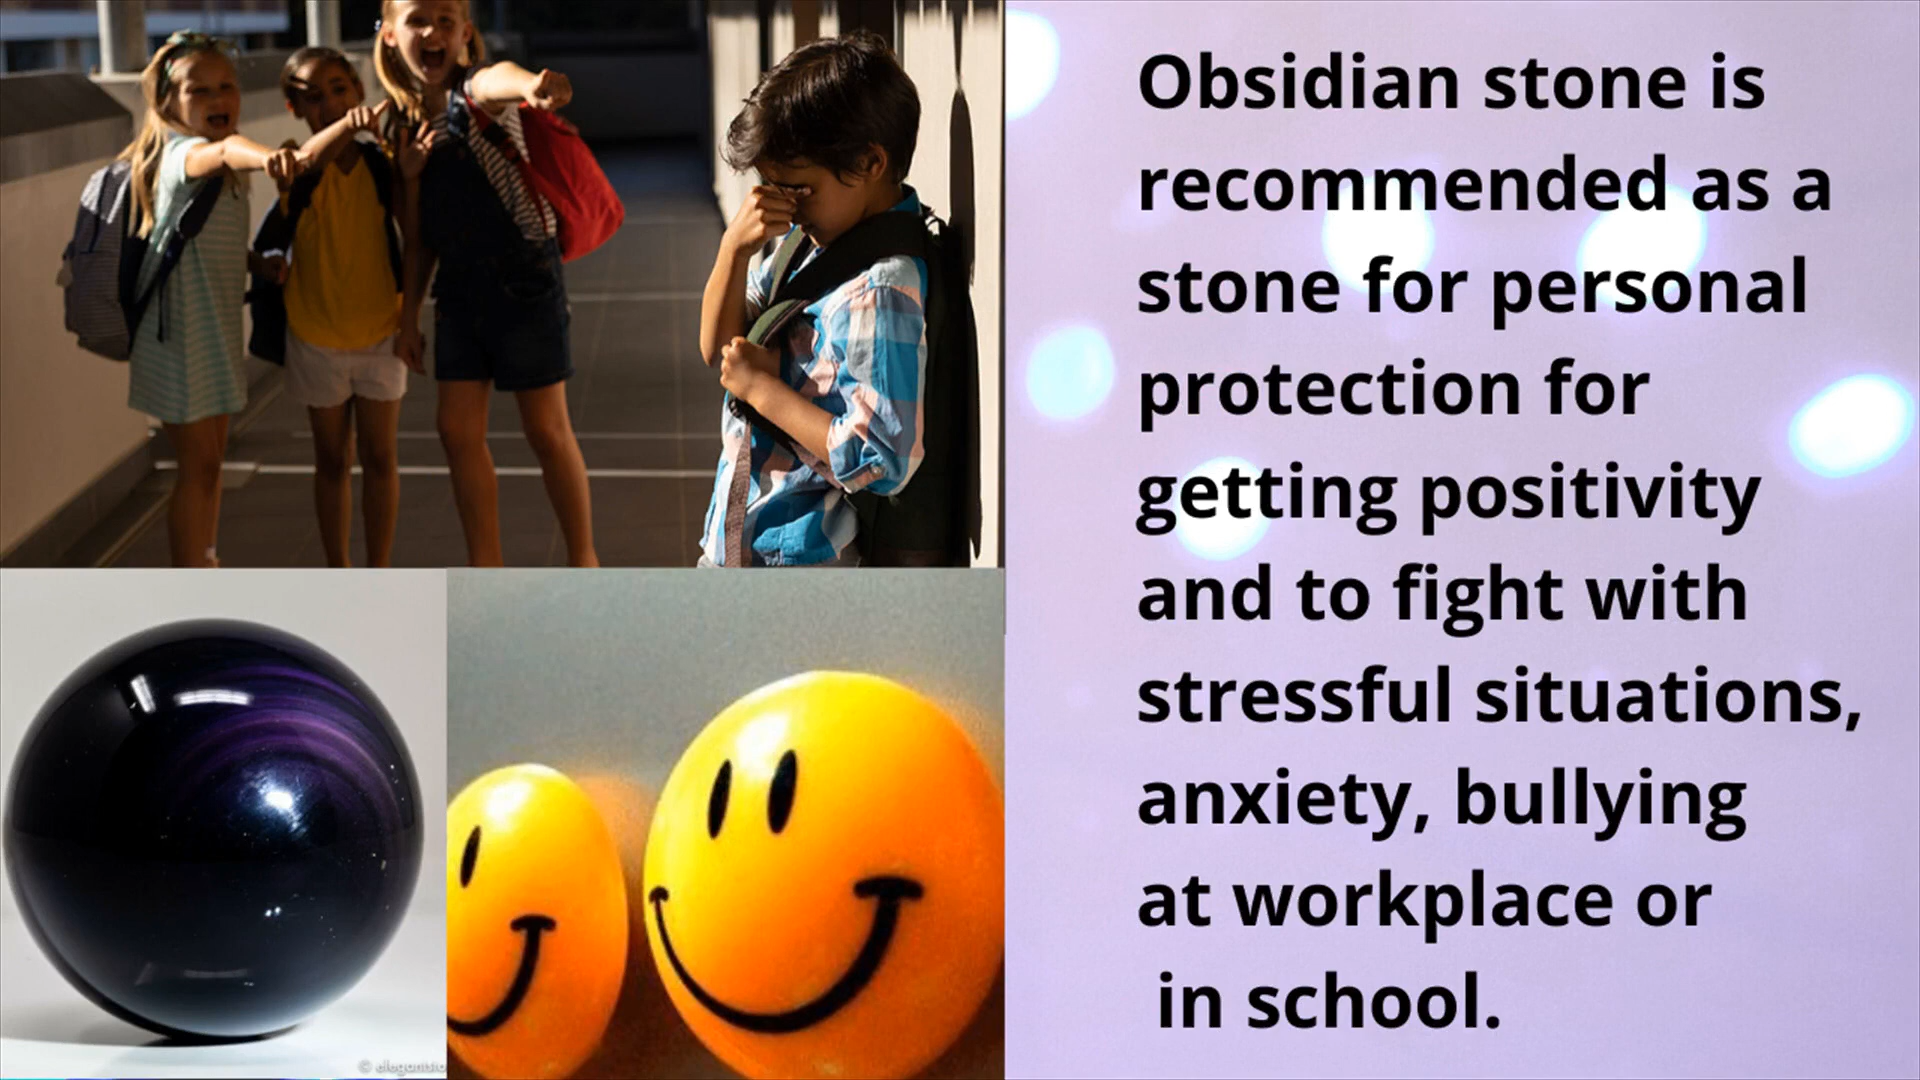 Obsidian stone is
recommended as a
stone for personal
protection for
getting positivity
and to fight with
stressful situations,
anxiety, bullying
at workplace or
in school.